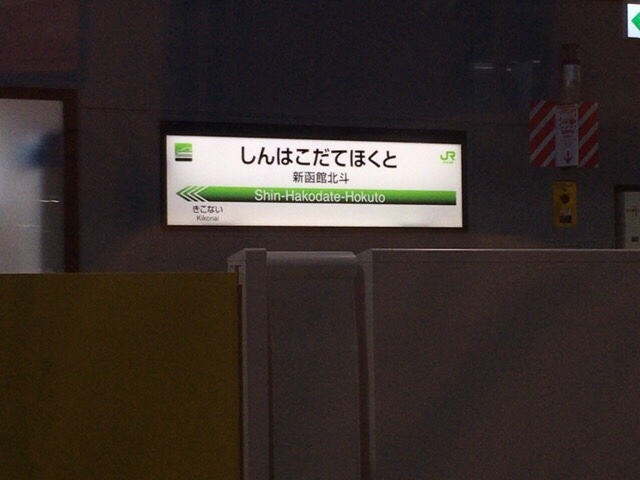 しんはこだてほくと
JR
新函館北斗
Shin-Hakodate-Hokuto
きこない
Kikonai